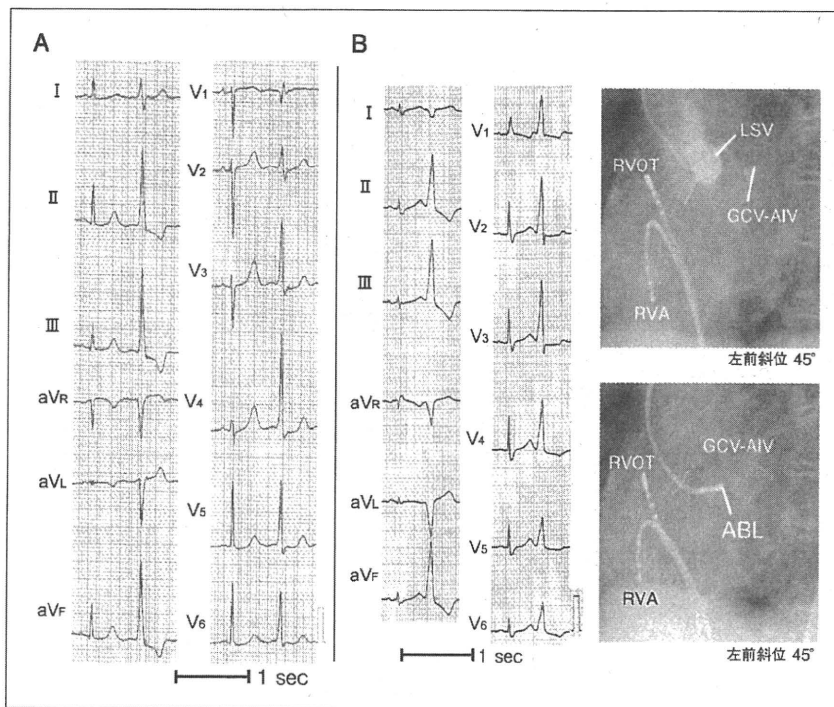 A
I
II
III
aVR
aVL
aVF
V1
V2
V3
V4
V5
V6
1 sec
B
I
II
III
aVR
aVL
aVF
V1
V2
V3
V4
V5
V6
1 sec
LSV
RVOT
GCV-AIV
RVA
左前斜位 45°
GCV-AIV
RVOT
ABL
RVA
左前斜位 45°